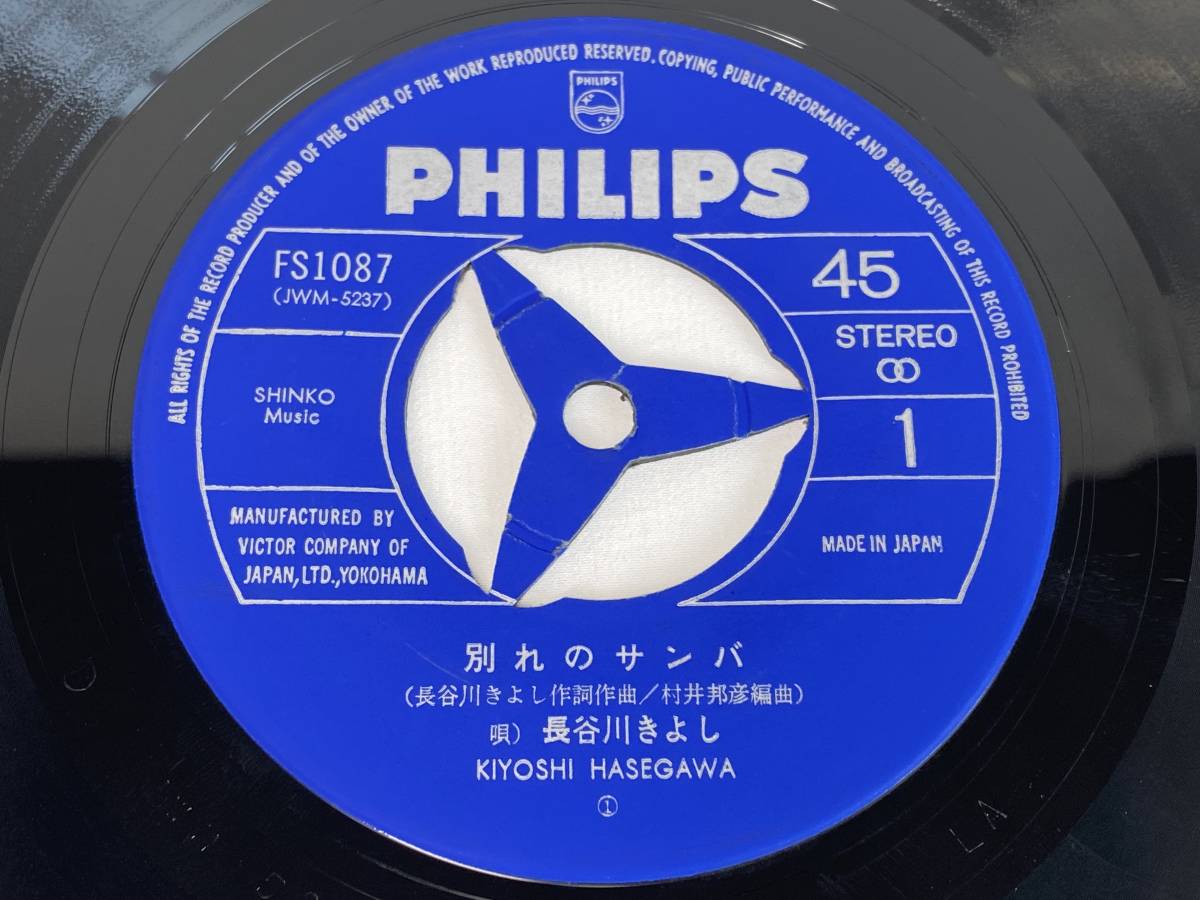 ALL RIGHTS OF THE RECORD PRODUCER AND OF THE OWNER OF THE WORK REPRODUCED RESERVED. COPYING, PUBLIC PERFORMANCE AND BROADCASTING OF THIS RECORD PROHIBITED
PHILIPS
PHILIPS
FS1087
(JWM-5237)
45
STEREO
SHINKO
Music
1
MANUFACTURED BY
VICTOR COMPANY OF
JAPAN, LTD., YOKOHAMA
MADE IN JAPAN
別れのサンバ
(長谷川きよし作詞作曲/村井邦彦編曲)
唄) 長谷川きよし
KIYOSHI HASEGAWA
①
LA